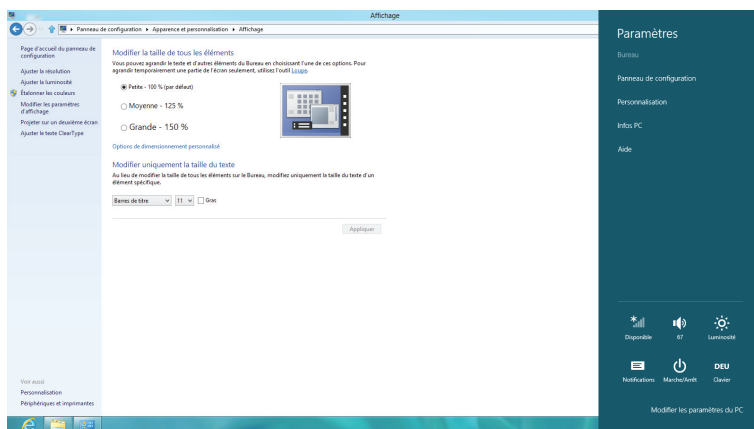 Affichage
Panneau de configuration ▸ Apparence et personnalisation ▸ Affichage
Page d'accueil du panneau de
configuration
Ajuster la résolution
Ajuster la luminosité
Étalonner les couleurs
Modifier les paramètres
d'affichage
Projeter sur un deuxième écran
Ajuster le texte ClearType
Voir aussi
Personnalisation
Périphériques et imprimantes
Modifier la taille de tous les éléments
Vous pouvez agrandir le texte et d'autres éléments du Bureau en choisissant l'une de ces options. Pour
agrandir temporairement une partie de l'écran seulement, utilisez l'outil Loupe.
Petite - 100 % (par défaut)
Moyenne - 125 %
Grande - 150 %
Options de dimensionnement personnalisé
Modifier uniquement la taille du texte
Au lieu de modifier la taille de tous les éléments sur le Bureau, modifiez uniquement la taille du texte d'un
élément spécifique.
Barres de titre 11 Gras
Appliquer
Paramètres
Bureau
Panneau de configuration
Personnalisation
Infos PC
Aide
Disponible 67 Luminosité
DEU
Notifications Marche/Arrêt Clavier
Modifier les paramètres du PC